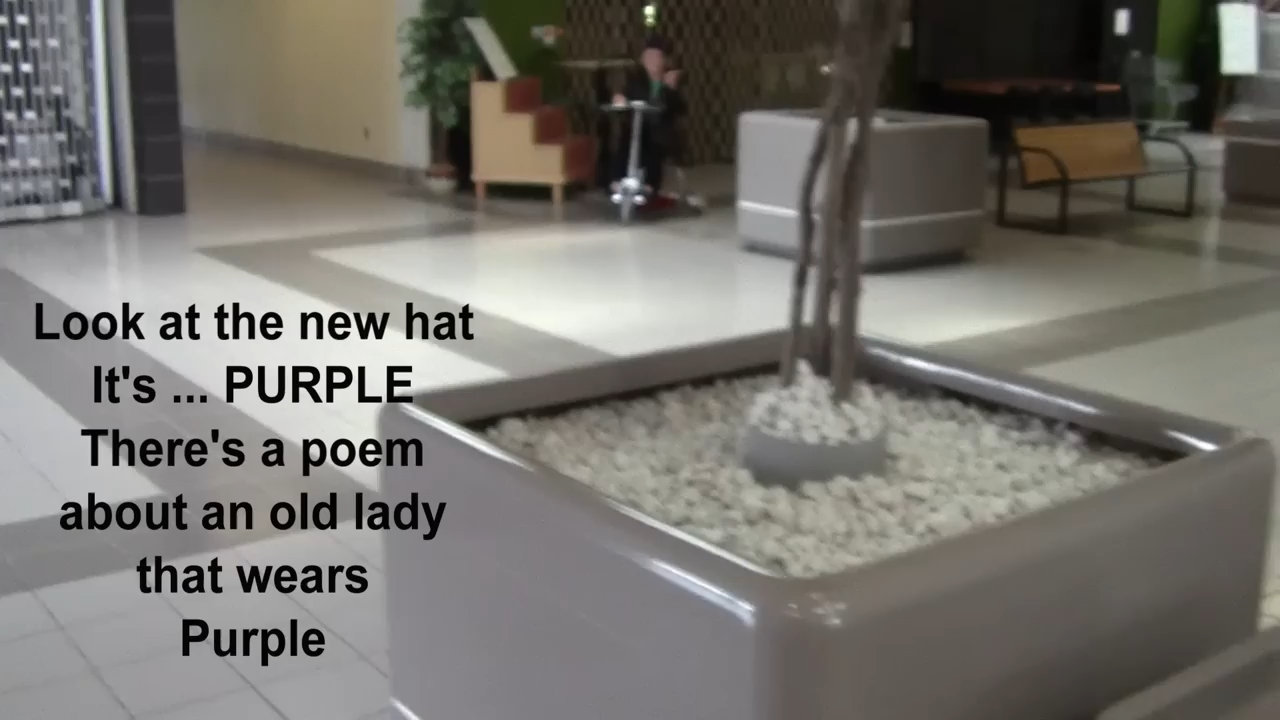 Look at the new hat
It's ... PURPLE
There's a poem
about an old lady
that wears
Purple